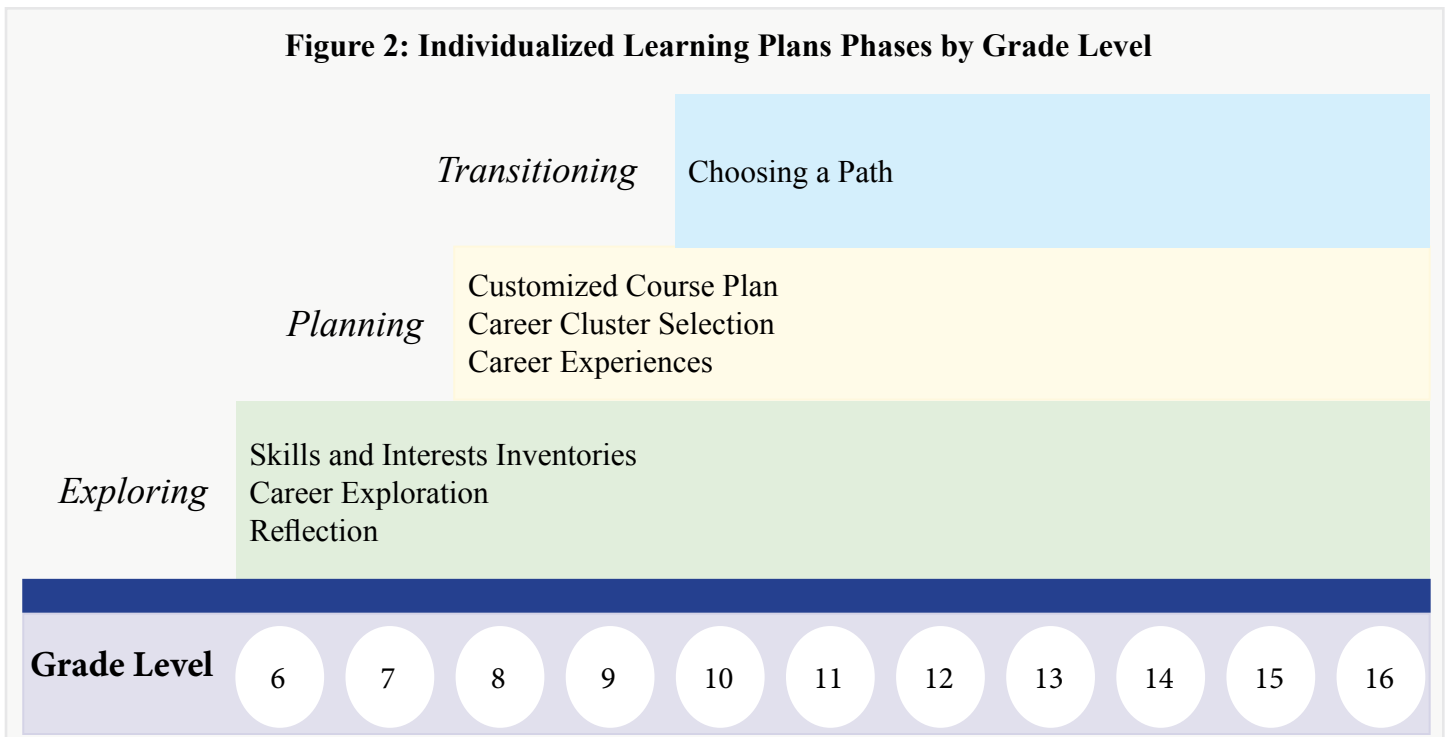 Figure 2: Individualized Learning Plans Phases by Grade Level
Transitioning
Choosing a Path
Planning
Customized Course Plan
Career Cluster Selection
Career Experiences
Exploring
Skills and Interests Inventories
Career Exploration
Reflection
Grade Level 6 7 8 9 10 11 12 13 14 15 16